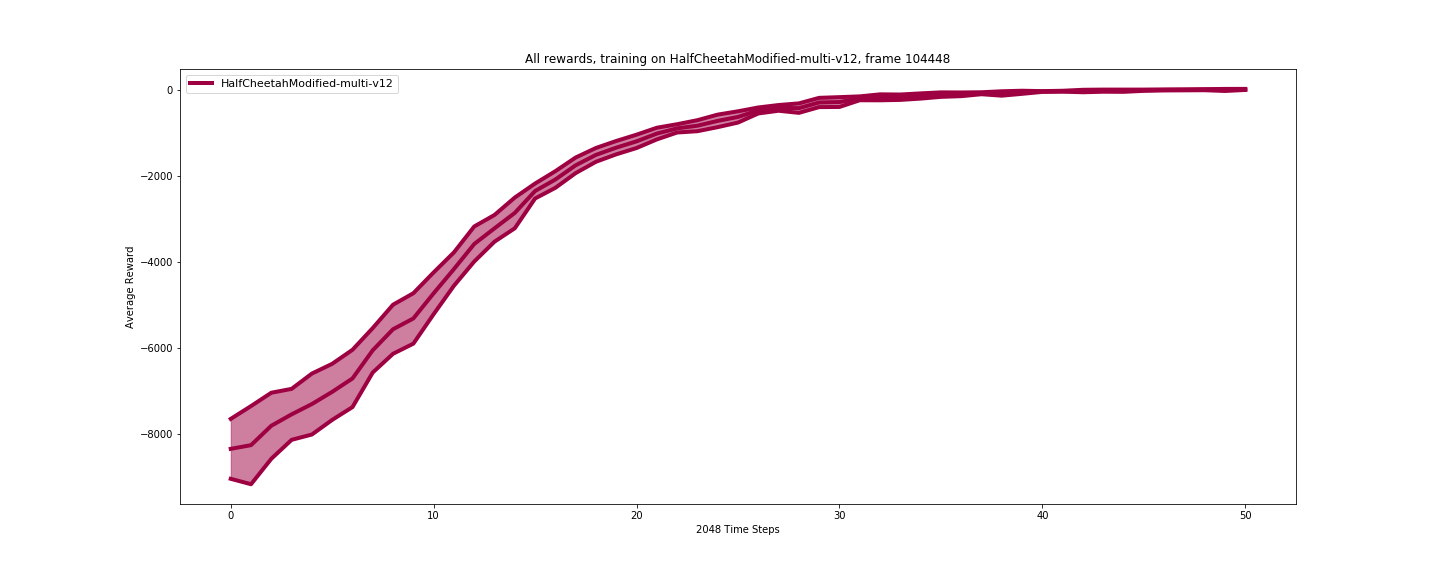 All rewards, training on HalfCheetahModified-multi-v12, frame 104448
HalfCheetahModified-multi-v12
0
−2000
−4000
−6000
−8000
Average Reward
0 10 20 30 40 50
2048 Time Steps